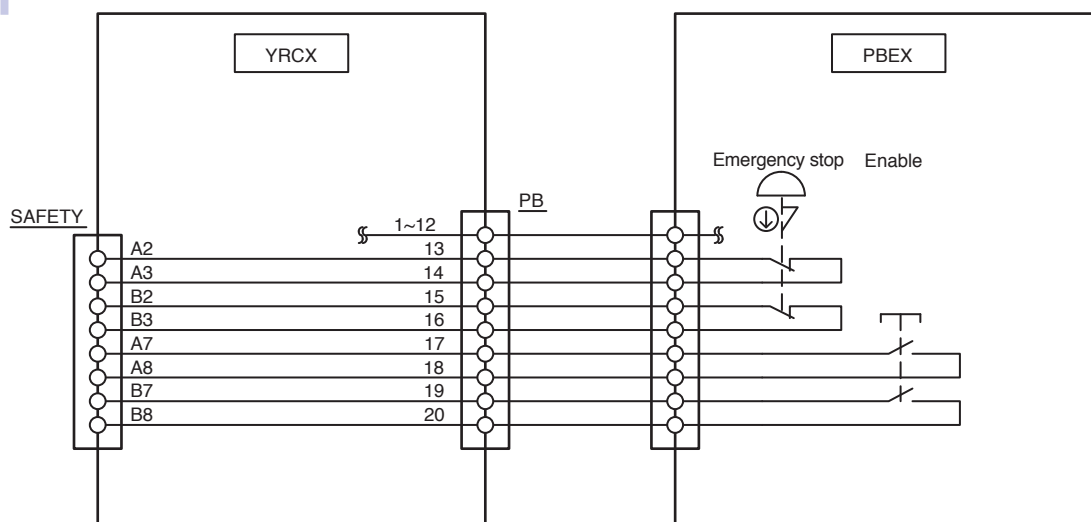 YRCX
PBEX
Emergency stop Enable
SAFETY
PB
1~12
A2 13
A3 14
B2 15
B3 16
A7 17
A8 18
B7 19
B8 20